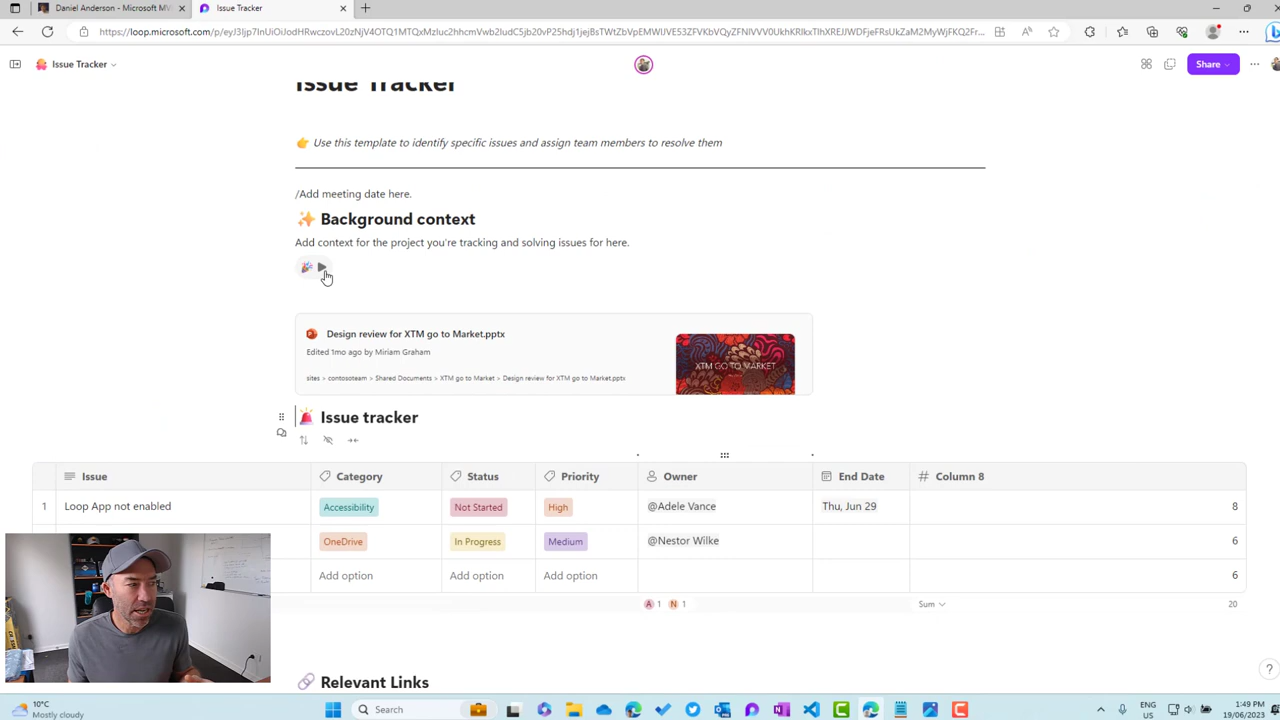 Daniel Anderson - Microsoft MV
Issue Tracker
Issue Tracker
Share
Issue Tracker
Use this template to identify specific issues and assign team members to resolve them
/Add meeting date here.
Background context
Add context for the project you're tracking and solving issues for here.
Design review for XTM go to Market.pptx
Edited 1mo ago by Miriam Graham
XTM GO TO MARKET
sites > contosoteam > Shared Documents > XTM go to Market > Design review for XTM go to Market.pptx
Issue tracker
Issue Category Status Priority Owner End Date # Column 8
1 Loop App not enabled Accessibility Not Started High @Adele Vance Thu, Jun 29 8
OneDrive In Progress Medium @Nestor Wilke 6
Add option Add option Add option 6
A 1 N 1 Sum 20
Relevant Links
10°C
Mostly cloudy
Search
ENG
US
1:49 PM
19/06/2023